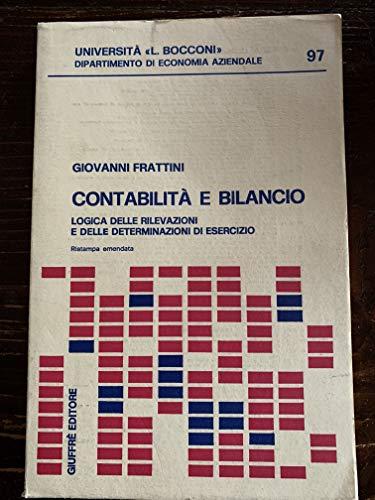 UNIVERSITÀ «L. BOCCONI»
DIPARTIMENTO DI ECONOMIA AZIENDALE 97
GIOVANNI FRATTINI
CONTABILITÀ E BILANCIO
LOGICA DELLE RILEVAZIONI
E DELLE DETERMINAZIONI DI ESERCIZIO
Ristampa emendata
GIUFFRÈ EDITORE